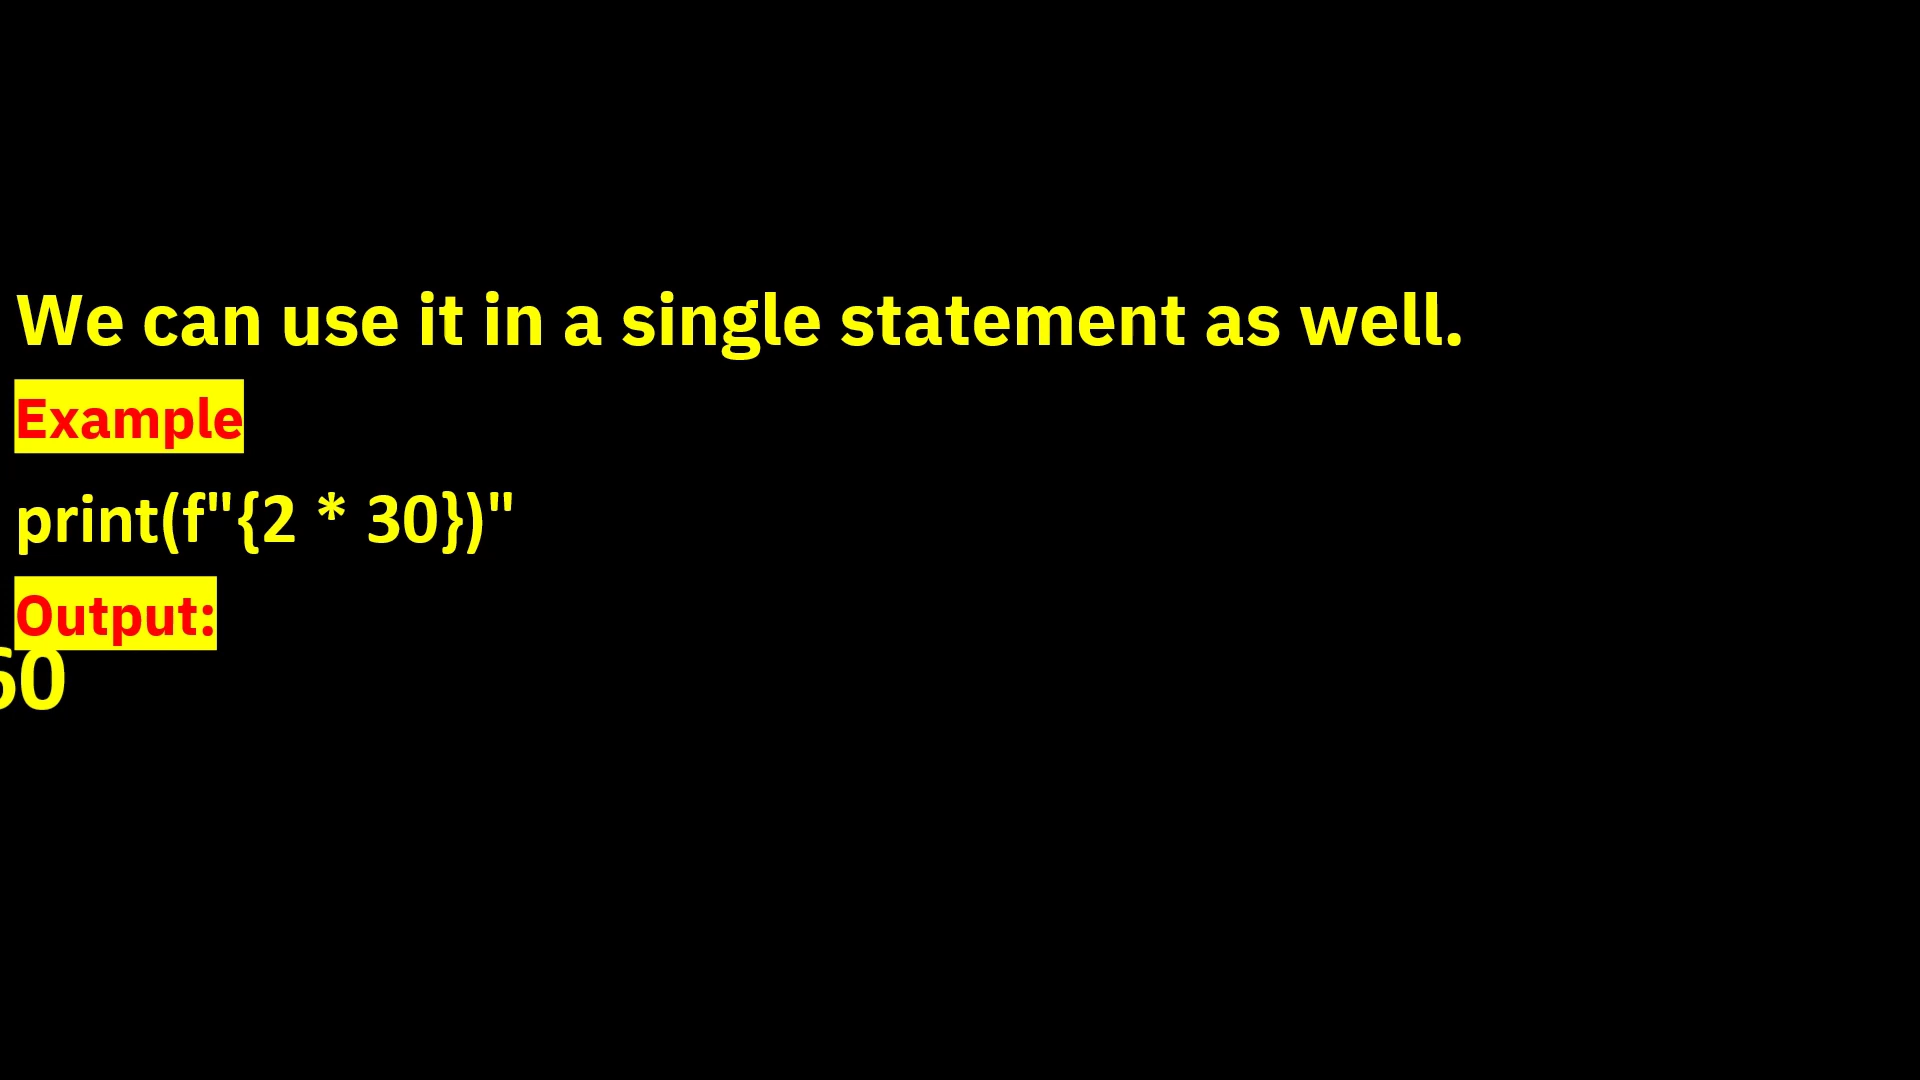 We can use it in a single statement as well.
Example
print(f"{2 * 30})"
Output:
60